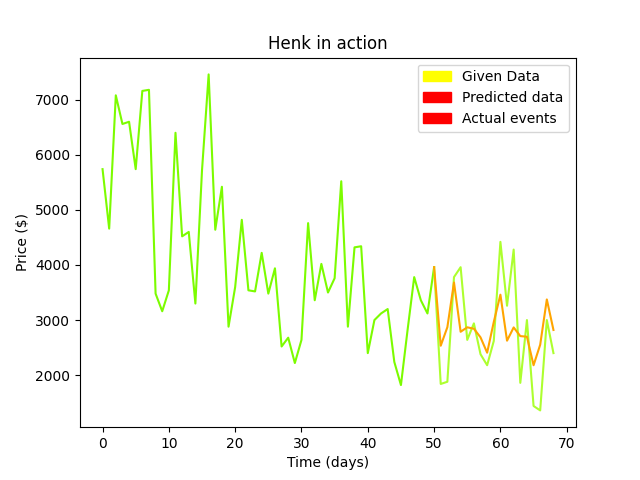 Henk in action
Given Data
Predicted data
Actual events
Price ($)
7000
6000
5000
4000
3000
2000
0 10 20 30 40 50 60 70
Time (days)